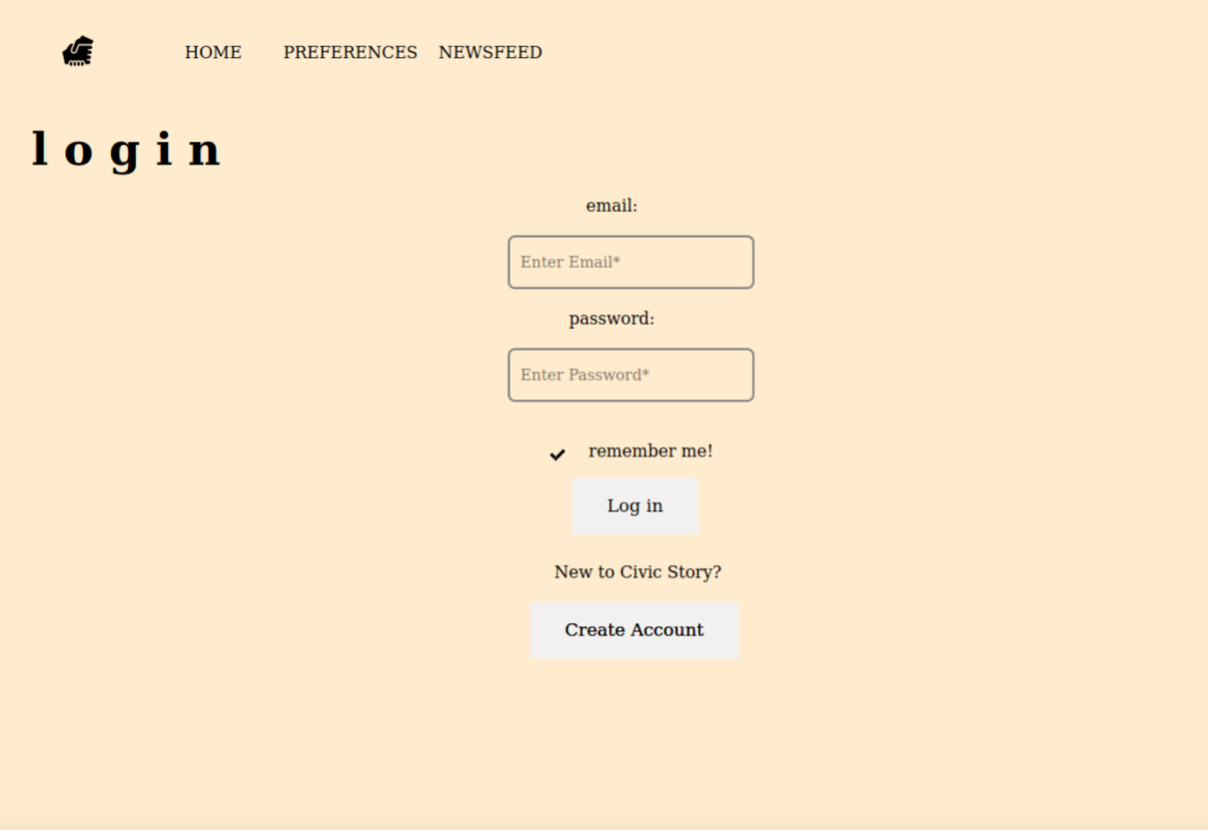 HOME PREFERENCES NEWSFEED
login
email:
Enter Email*
password:
Enter Password*
remember me!
Log in
New to Civic Story?
Create Account